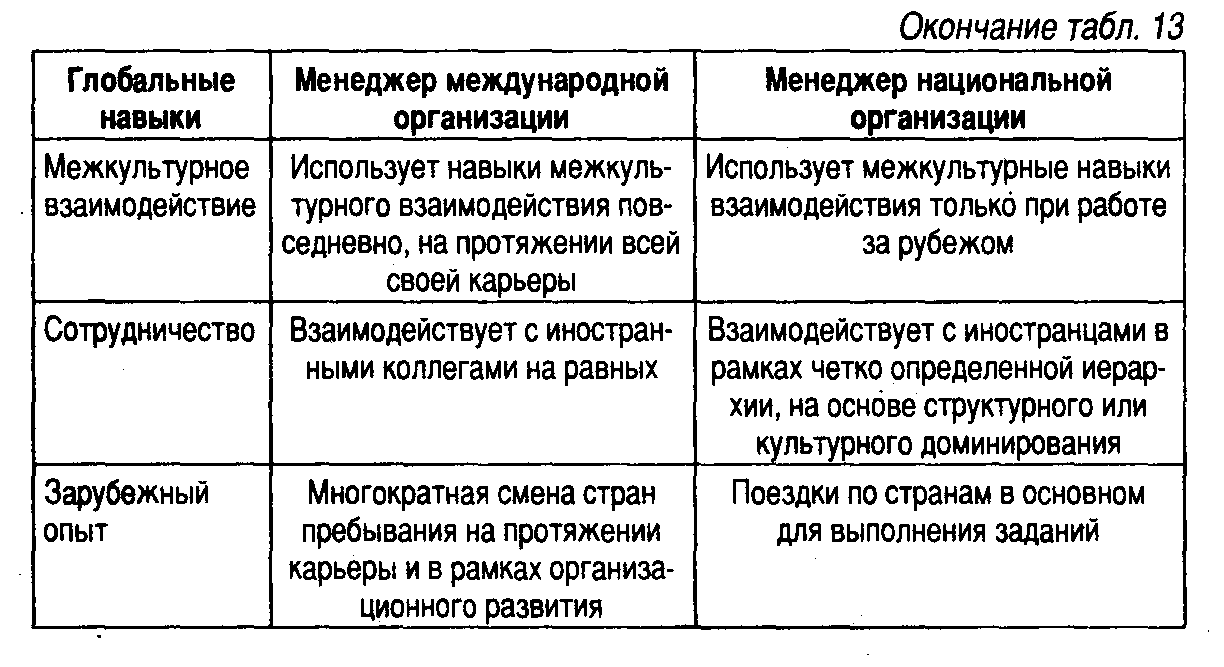 Окончание табл. 13
Глобальные
навыки
Менеджер международной
организации
Менеджер национальной
организации
Межкультурное
взаимодействие
Использует навыки межкуль-
турного взаимодействия пов-
седневно, на протяжении всей
своей карьеры
Использует межкультурные навыки
взаимодействия только при работе
за рубежом
Сотрудничество
Взаимодействует с иностран-
ными коллегами на равных
Взаимодействует с иностранцами в
рамках четко определенной иерар-
хии, на основе структурного или
культурного доминирования
Зарубежный
опыт
Многократная смена стран
пребывания на протяжении
карьеры и в рамках организа-
ционного развития
Поездки по странам в основном
для выполнения заданий